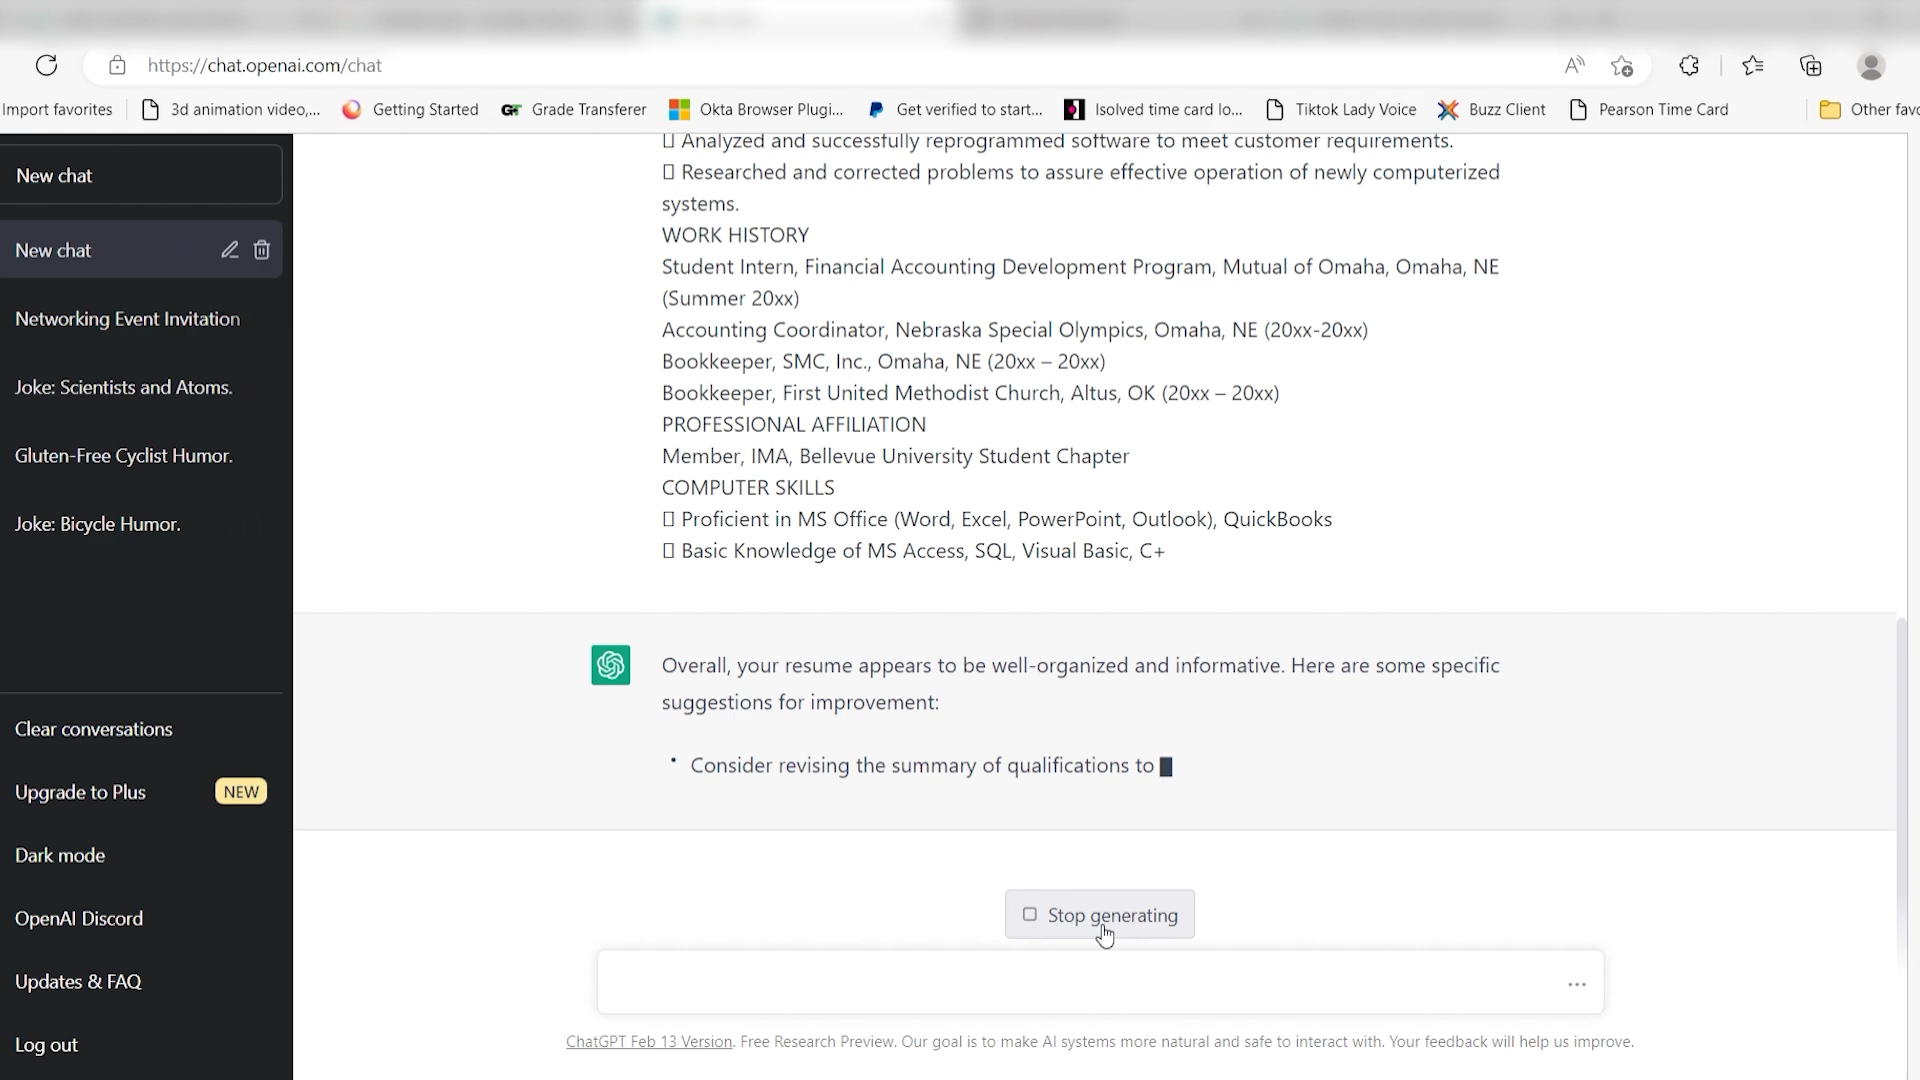 https://chat.openai.com/chat
Import favorites
3d animation video,...
Getting Started
GT
Grade Transferer
Okta Browser Plugi...
Get verified to start...
Isolved time card lo...
Tiktok Lady Voice
Buzz Client
Pearson Time Card
Other favo
New chat
New chat
Networking Event Invitation
Joke: Scientists and Atoms.
Gluten-Free Cyclist Humor.
Joke: Bicycle Humor.
Clear conversations
Upgrade to Plus NEW
Dark mode
OpenAI Discord
Updates & FAQ
Log out
▯ Analyzed and successfully reprogrammed software to meet customer requirements.
▯ Researched and corrected problems to assure effective operation of newly computerized
systems.
WORK HISTORY
Student Intern, Financial Accounting Development Program, Mutual of Omaha, Omaha, NE
(Summer 20xx)
Accounting Coordinator, Nebraska Special Olympics, Omaha, NE (20xx-20xx)
Bookkeeper, SMC, Inc., Omaha, NE (20xx – 20xx)
Bookkeeper, First United Methodist Church, Altus, OK (20xx – 20xx)
PROFESSIONAL AFFILIATION
Member, IMA, Bellevue University Student Chapter
COMPUTER SKILLS
▯ Proficient in MS Office (Word, Excel, PowerPoint, Outlook), QuickBooks
▯ Basic Knowledge of MS Access, SQL, Visual Basic, C+
Overall, your resume appears to be well-organized and informative. Here are some specific
suggestions for improvement:
• Consider revising the summary of qualifications to
Stop generating
ChatGPT Feb 13 Version. Free Research Preview. Our goal is to make AI systems more natural and safe to interact with. Your feedback will help us improve.